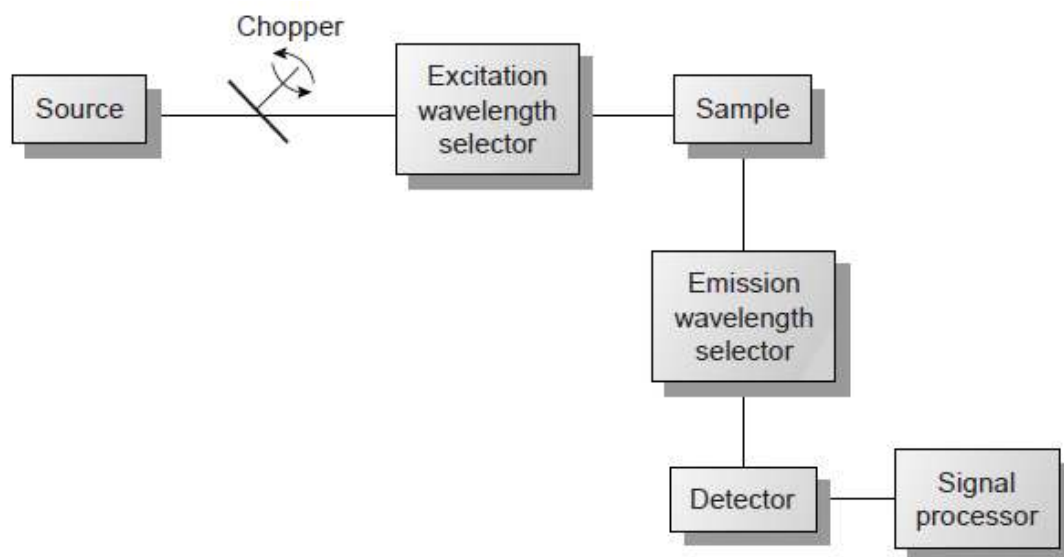 Chopper
Source
Excitation
wavelength
selector
Sample
Emission
wavelength
selector
Detector
Signal
processor